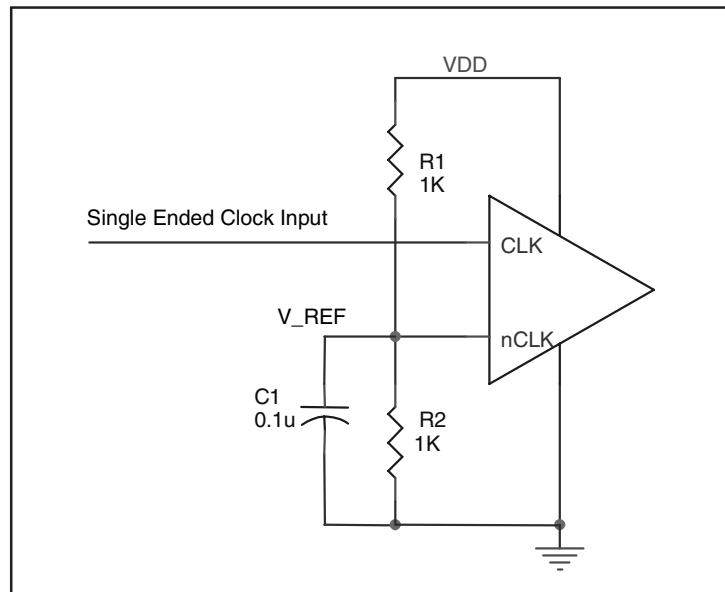 VDD
R1
1K
Single Ended Clock Input
CLK
V_REF
nCLK
C1
0.1u
R2
1K